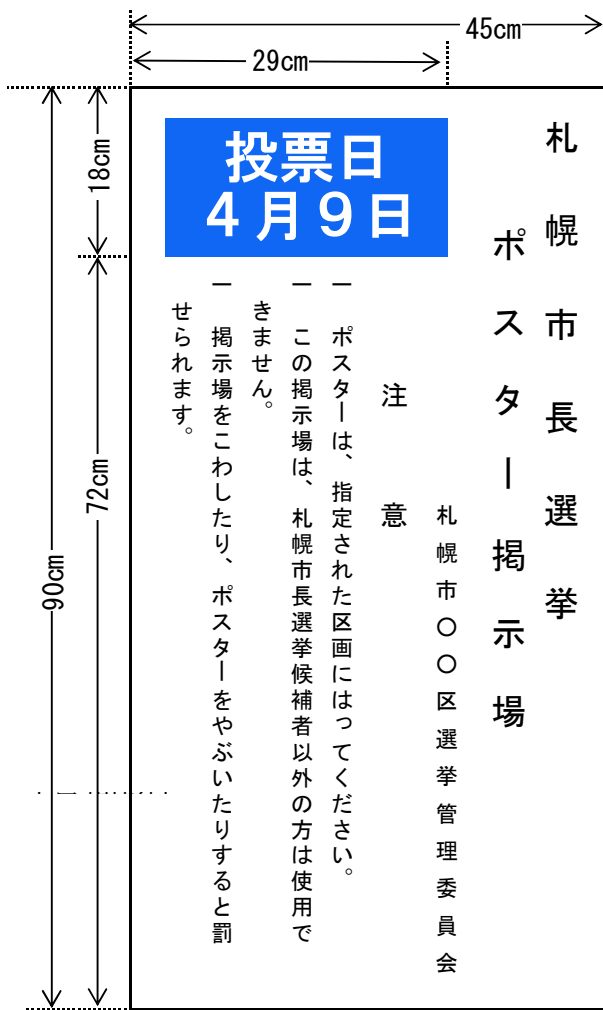 45cm
29cm
18cm
72cm
90cm
札幌市長選挙
ポスター掲示場
札幌市〇〇区選挙管理委員会
投票日
４月９日
注意
一 ポスターは、指定された区画にはってください。
一 この掲示場は、札幌市長選挙候補者以外の方は使用で
きません。
一 掲示場をこわしたり、ポスターをやぶいたりすると罰
せられます。